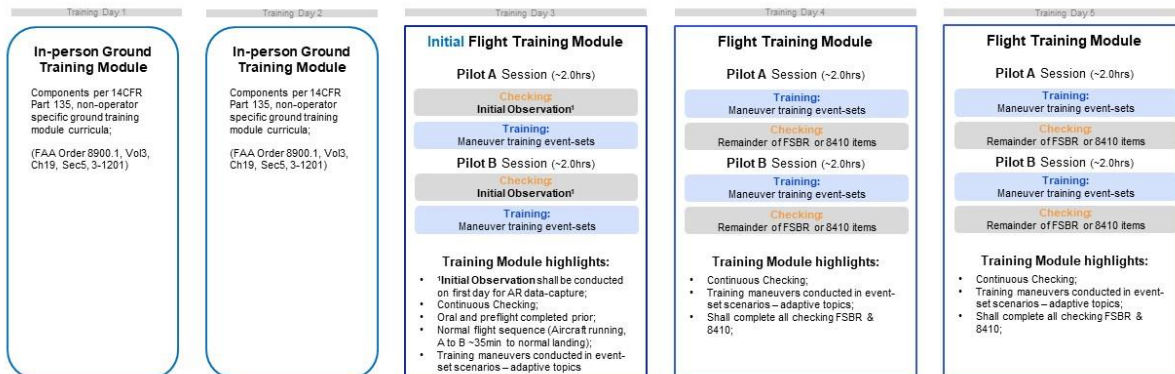 Training Day 1
In-person Ground
Training Module
Components per 14CFR
Part 135, non-operator
specific ground training
module curricula;
(FAA Order 8900.1, Vol3,
Ch19, Sec5, 3-1201)
Training Day 2
In-person Ground
Training Module
Components per 14CFR
Part 135, non-operator
specific ground training
module curricula;
(FAA Order 8900.1, Vol3,
Ch19, Sec5, 3-1201)
Training Day 3
Initial Flight Training Module
Pilot A Session (~2.0hrs)
Checking:
Initial Observation¹
Training:
Maneuver training event-sets
Pilot B Session (~2.0hrs)
Checking:
Initial Observation¹
Training:
Maneuver training event-sets
Training Module highlights:
• ¹Initial Observation shall be conducted
on first day for AR data-capture;
• Continuous Checking;
• Oral and preflight completed prior;
• Normal flight sequence (Aircraft running,
A to B ~35min to normal landing);
• Training maneuvers conducted in event-
set scenarios – adaptive topics
Training Day 4
Flight Training Module
Pilot A Session (~2.0hrs)
Training:
Maneuver training event-sets
Checking:
Remainder of FSBR or 8410 items
Pilot B Session (~2.0hrs)
Training:
Maneuver training event-sets
Checking:
Remainder of FSBR or 8410 items
Training Module highlights:
• Continuous Checking;
• Training maneuvers conducted in event-
set scenarios – adaptive topics;
• Shall complete all checking FSBR &
8410;
Training Day 5
Flight Training Module
Pilot A Session (~2.0hrs)
Training:
Maneuver training event-sets
Checking:
Remainder of FSBR or 8410 items
Pilot B Session (~2.0hrs)
Training:
Maneuver training event-sets
Checking:
Remainder of FSBR or 8410 items
Training Module highlights:
• Continuous Checking;
• Training maneuvers conducted in event-
set scenarios – adaptive topics;
• Shall complete all checking FSBR &
8410;